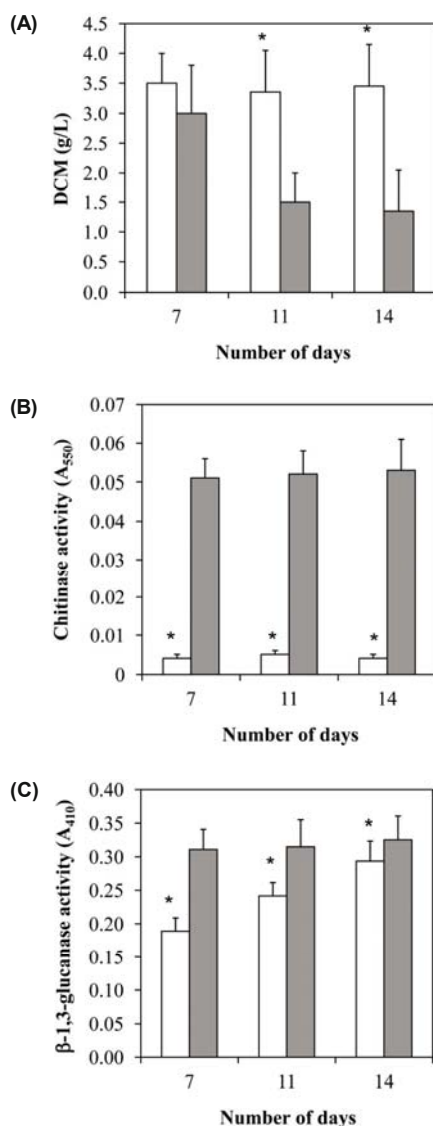 (A)
DCM (g/L)
4.5
4.0
3.5
3.0
2.5
2.0
1.5
1.0
0.5
0.0
*
*
7 11 14
Number of days
(B)
Chitinase activity (A550)
0.07
0.06
0.05
0.04
0.03
0.02
0.01
0
*
*
*
7 11 14
Number of days
(C)
β-1,3-glucanase activity (A410)
0.40
0.35
0.30
0.25
0.20
0.15
0.10
0.05
0.00
*
*
*
7 11 14
Number of days